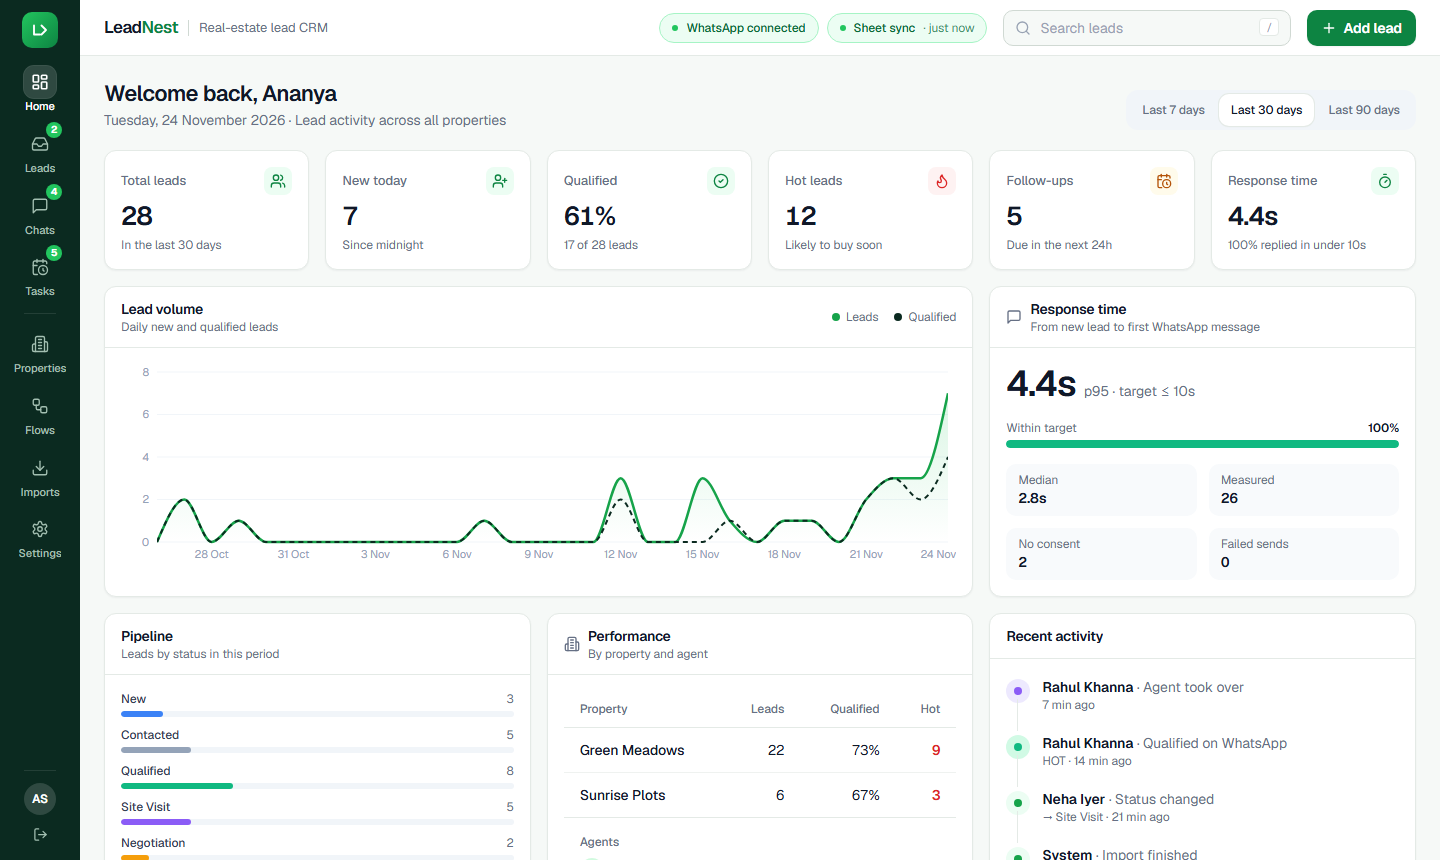 LeadNest
Real-estate lead CRM
WhatsApp connected
Sheet sync · just now
Search leads
/
+ Add lead
Home
2
Leads
4
Chats
5
Tasks
Properties
Flows
Imports
Settings
AS
Welcome back, Ananya
Tuesday, 24 November 2026 · Lead activity across all properties
Last 7 days
Last 30 days
Last 90 days
Total leads
28
In the last 30 days
New today
7
Since midnight
Qualified
61%
17 of 28 leads
Hot leads
12
Likely to buy soon
Follow-ups
5
Due in the next 24h
Response time
4.4s
100% replied in under 10s
Lead volume
Daily new and qualified leads
Leads
Qualified
8
6
4
2
0
28 Oct
31 Oct
3 Nov
6 Nov
9 Nov
12 Nov
15 Nov
18 Nov
21 Nov
24 Nov
Response time
From new lead to first WhatsApp message
4.4s p95 · target ≤ 10s
Within target 100%
Median
2.8s
Measured
26
No consent
2
Failed sends
0
Pipeline
Leads by status in this period
New 3
Contacted 5
Qualified 8
Site Visit 5
Negotiation 2
Performance
By property and agent
Property Leads Qualified Hot
Green Meadows 22 73% 9
Sunrise Plots 6 67% 3
Agents
Recent activity
Rahul Khanna · Agent took over
7 min ago
Rahul Khanna · Qualified on WhatsApp
HOT · 14 min ago
Neha Iyer · Status changed
→ Site Visit · 21 min ago
System · Import finished